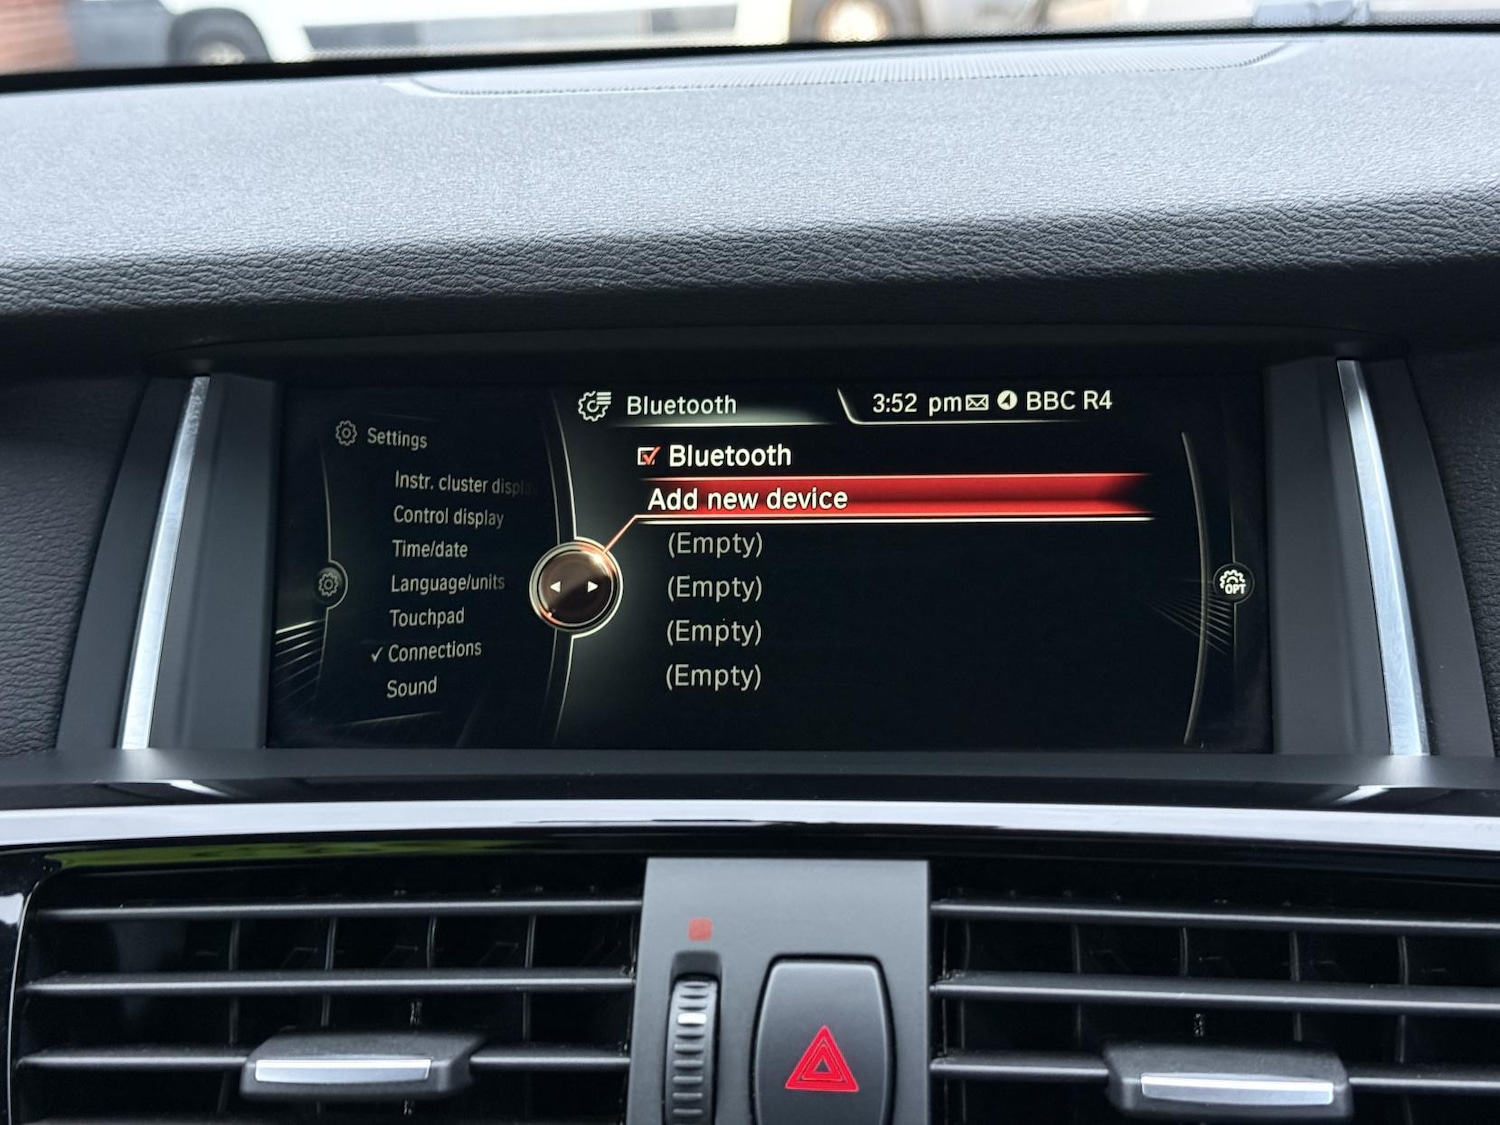 Bluetooth
3:52 pm BBC R4
Settings
Instr. cluster displ
Control display
Time/date
Language/units
Touchpad
✓ Connections
Sound
Bluetooth
Add new device
(Empty)
(Empty)
(Empty)
(Empty)
OPT